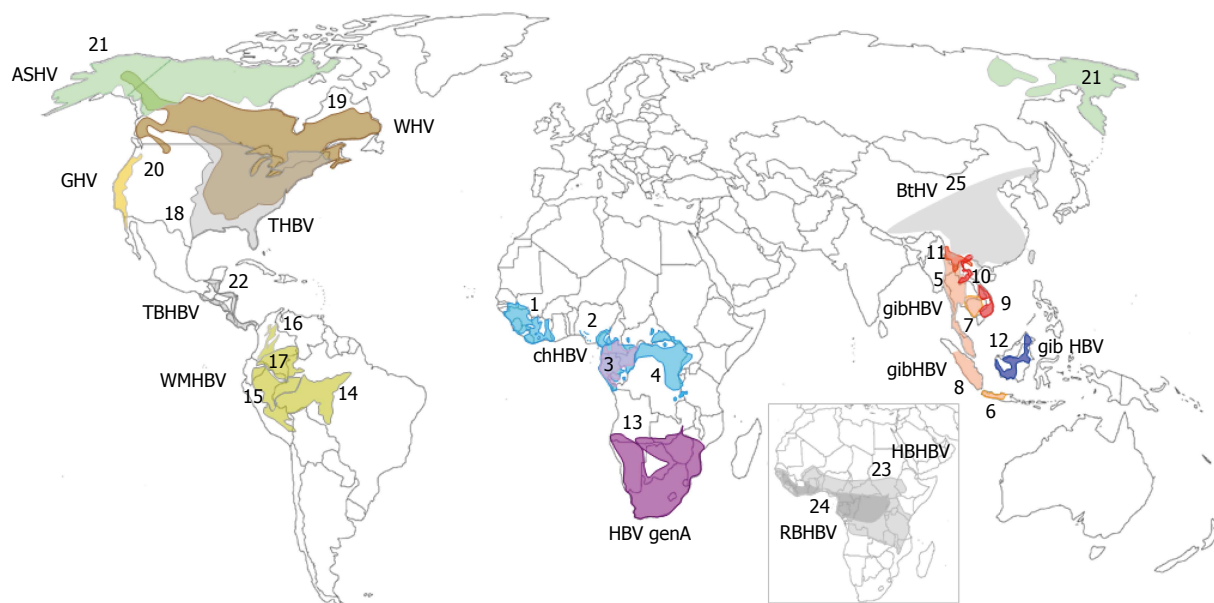 21
ASHV
21
19
WHV
20
GHV
18
THBV
BtHV
25
11
5
10
gibHBV
9
7
22
TBHBV
16
17
WMHBV
15
14
1
2
chHBV
3
4
12
gib HBV
gibHBV
8
6
13
HBV genA
HBHBV
23
24
RBHBV